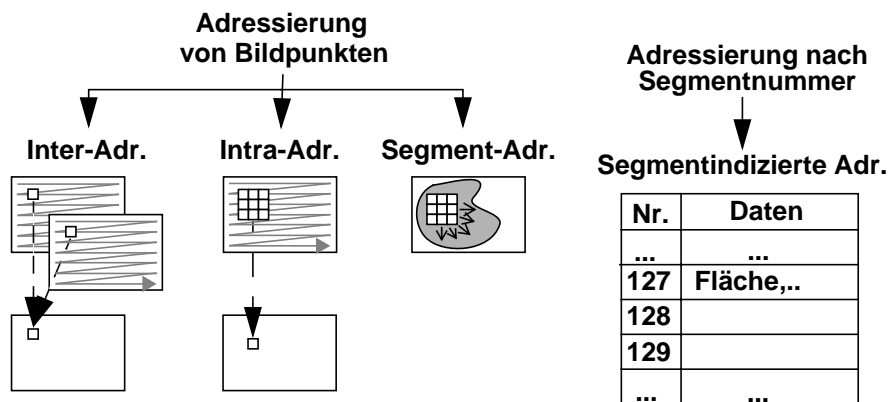 Adressierung
von Bildpunkten
Inter-Adr.
Intra-Adr.
Segment-Adr.
Adressierung nach
Segmentnummer
Segmentindizierte Adr.
Nr. Daten
... ...
127 Fläche,..
128
129
... ...